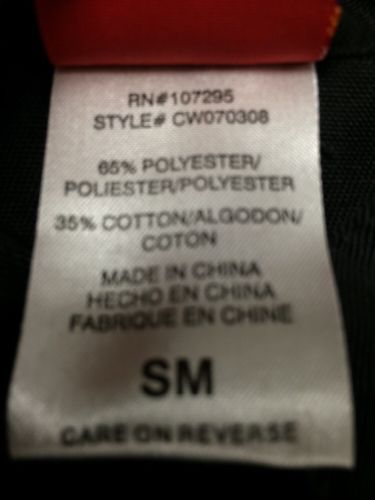 RN#107295
STYLE# CW070308
65% POLYESTER/
POLIESTER/POLYESTER
35% COTTON/ALGODON/
COTON
MADE IN CHINA
HECHO EN CHINA
FABRIQUE EN CHINE
SM
CARE ON REVERSE